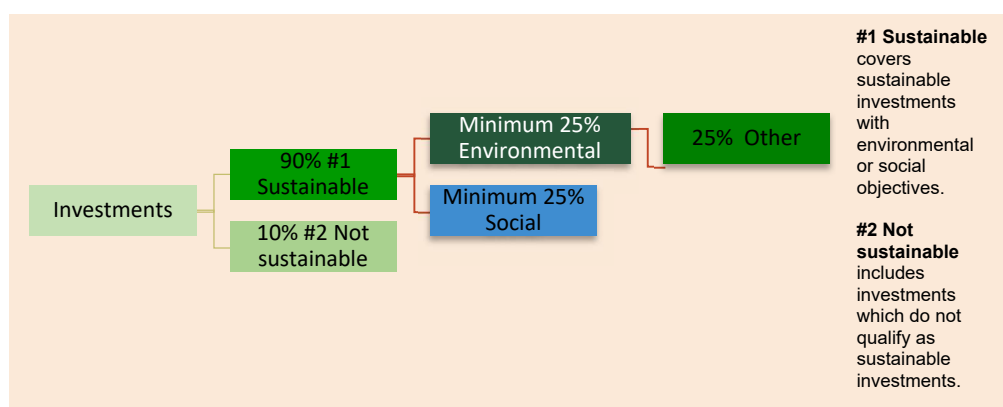 Investments
90% #1
Sustainable
10% #2 Not
sustainable
Minimum 25%
Environmental
Minimum 25%
Social
25%  Other
#1 Sustainable
covers
sustainable
investments
with
environmental
or social
objectives.
#2 Not
sustainable
includes
investments
which do not
qualify as
sustainable
investments.